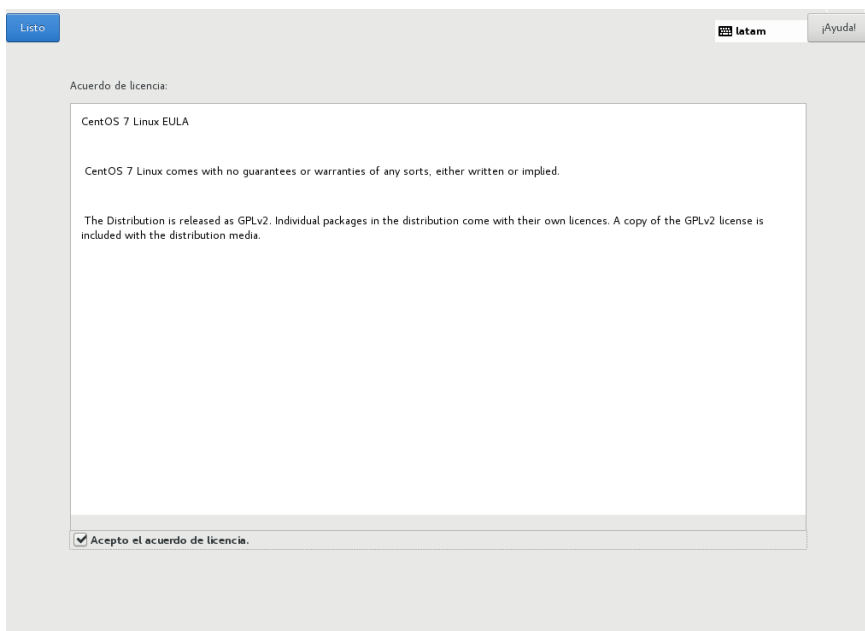 Listo
latam
¡Ayuda!
Acuerdo de licencia:
CentOS 7 Linux EULA
CentOS 7 Linux comes with no guarantees or warranties of any sorts, either written or implied.
The Distribution is released as GPLv2. Individual packages in the distribution come with their own licences. A copy of the GPLv2 license is
included with the distribution media.
Acepto el acuerdo de licencia.